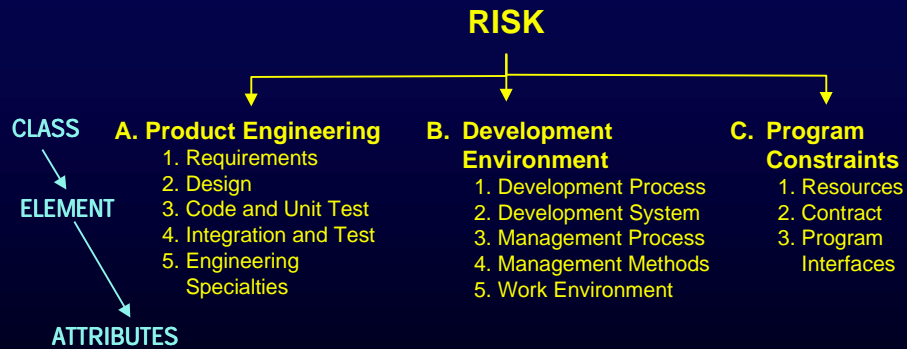 RISK
CLASS
ELEMENT
ATTRIBUTES
A. Product Engineering
1. Requirements
2. Design
3. Code and Unit Test
4. Integration and Test
5. Engineering
Specialties
B. Development
Environment
1. Development Process
2. Development System
3. Management Process
4. Management Methods
5. Work Environment
C. Program
Constraints
1. Resources
2. Contract
3. Program
Interfaces